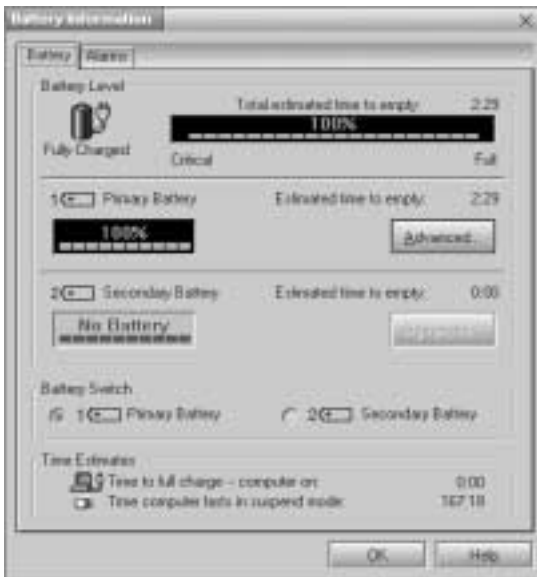 Battery Information
Battery Alarms
Battery Level
Total estimated time to empty: 2:29
100%
Fully Charged
Critical Full
1 Primary Battery Estimated time to empty: 2:29
100%
Advanced...
2 Secondary Battery Estimated time to empty: 0:00
No Battery
Battery Switch
1 Primary Battery 2 Secondary Battery
Time Estimates
Time to full charge - computer on: 0:00
Time computer lasts in suspend mode: 167:18
OK Help